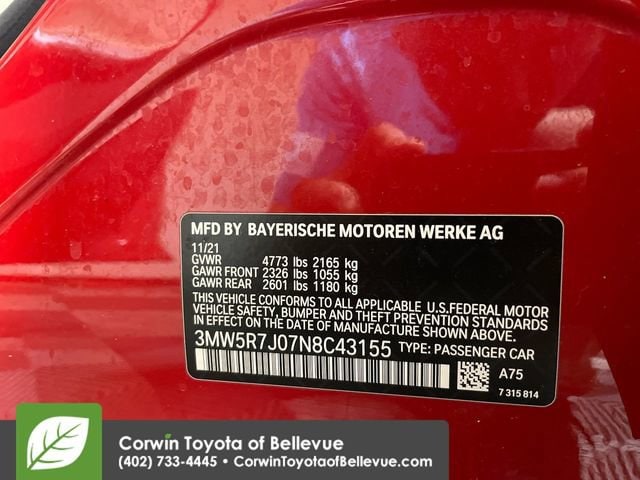 MFD BY BAYERISCHE MOTOREN WERKE AG
11/21
GVWR 4773 lbs 2165 kg
GAWR FRONT 2326 lbs 1055 kg
GAWR REAR 2601 lbs 1180 kg
THIS VEHICLE CONFORMS TO ALL APPLICABLE U.S.FEDERAL MOTOR
VEHICLE SAFETY, BUMPER AND THEFT PREVENTION STANDARDS
IN EFFECT ON THE DATE OF MANUFACTURE SHOWN ABOVE.
3MW5R7J07N8C43155 TYPE: PASSENGER CAR
A75
7 315 814
Corwin Toyota of Bellevue
(402) 733-4445 • CorwinToyotaofBellevue.com